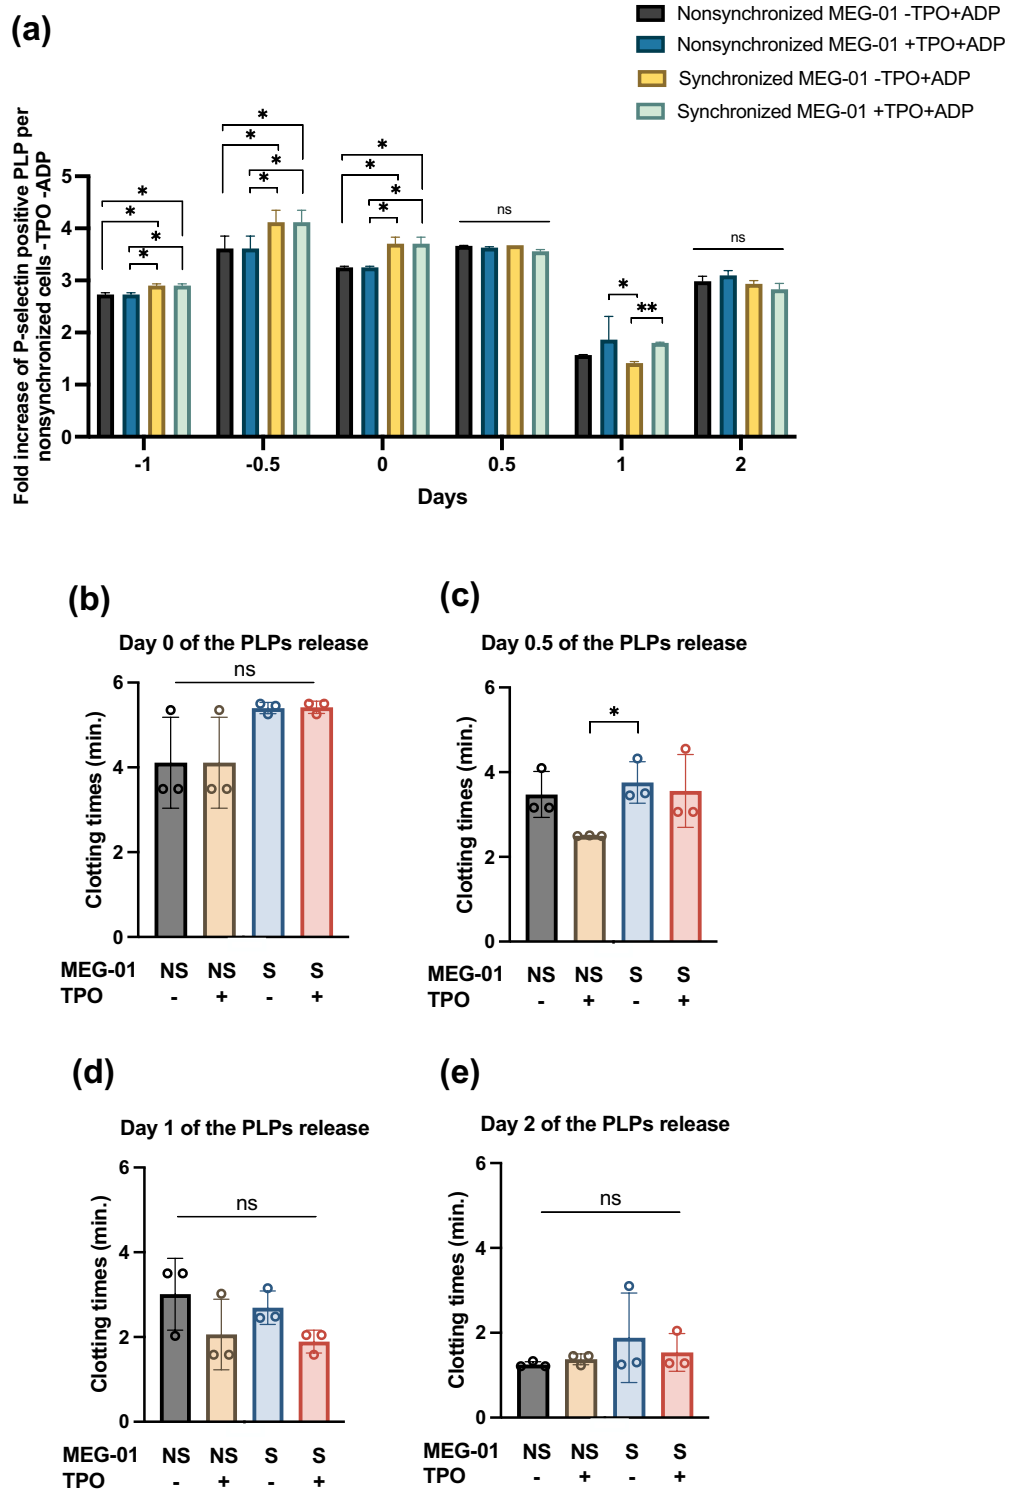 (a)
Nonsynchronized MEG-01 -TPO+ADP
Nonsynchronized MEG-01 +TPO+ADP
Synchronized MEG-01 -TPO+ADP
Synchronized MEG-01 +TPO+ADP
Fold increase of P-selectin positive PLP per
nonsynchronized cells -TPO -ADP
5
4
3
2
1
0
* * * *
* * * *
* * * *
ns
* **
ns
-1 -0.5 0 0.5 1 2
Days
(b)
Day 0 of the PLPs release
ns
Clotting times (min.)
6
4
2
0
MEG-01 NS NS S S
TPO - + - +
(c)
Day 0.5 of the PLPs release
*
Clotting times (min.)
6
4
2
0
MEG-01 NS NS S S
TPO - + - +
(d)
Day 1 of the PLPs release
ns
Clotting times (min.)
6
4
2
0
MEG-01 NS NS S S
TPO - + - +
(e)
Day 2 of the PLPs release
ns
Clotting times (min.)
6
4
2
0
MEG-01 NS NS S S
TPO - + - +